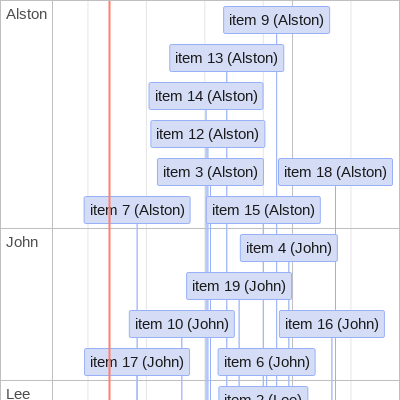 Alston
item 9 (Alston)
item 13 (Alston)
item 14 (Alston)
item 12 (Alston)
item 3 (Alston)
item 18 (Alston)
item 7 (Alston)
item 15 (Alston)
John
item 4 (John)
item 19 (John)
item 10 (John)
item 16 (John)
item 17 (John)
item 6 (John)
Lee
item 2 (Lee)